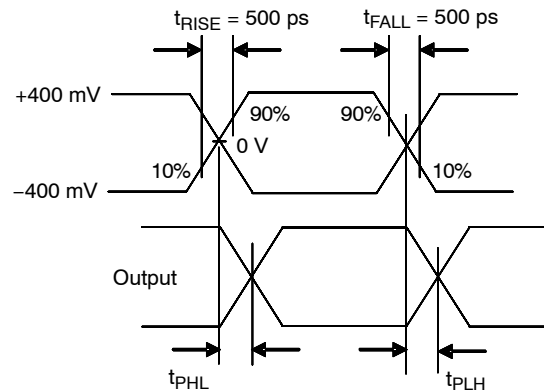 tRISE = 500 ps
tFALL = 500 ps
+400 mV
90%
90%
0 V
10%
10%
−400 mV
Output
tPHL
tPLH